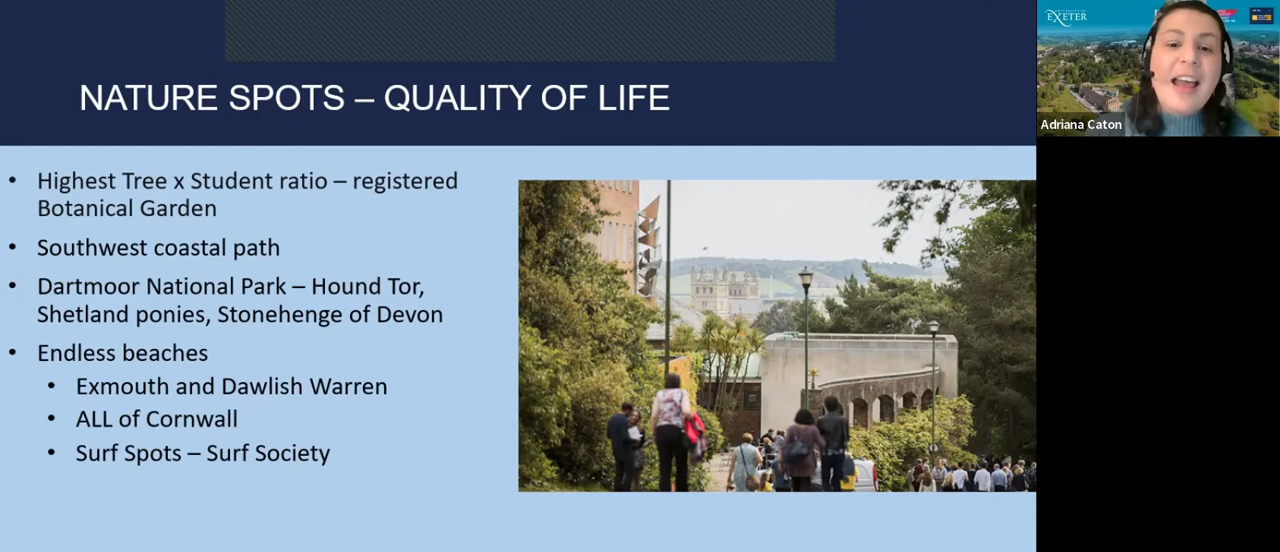 NATURE SPOTS – QUALITY OF LIFE
• Highest Tree x Student ratio – registered
Botanical Garden
• Southwest coastal path
• Dartmoor National Park – Hound Tor,
Shetland ponies, Stonehenge of Devon
• Endless beaches
• Exmouth and Dawlish Warren
• ALL of Cornwall
• Surf Spots – Surf Society
UNIVERSITY OF
EXETER
Adriana Caton